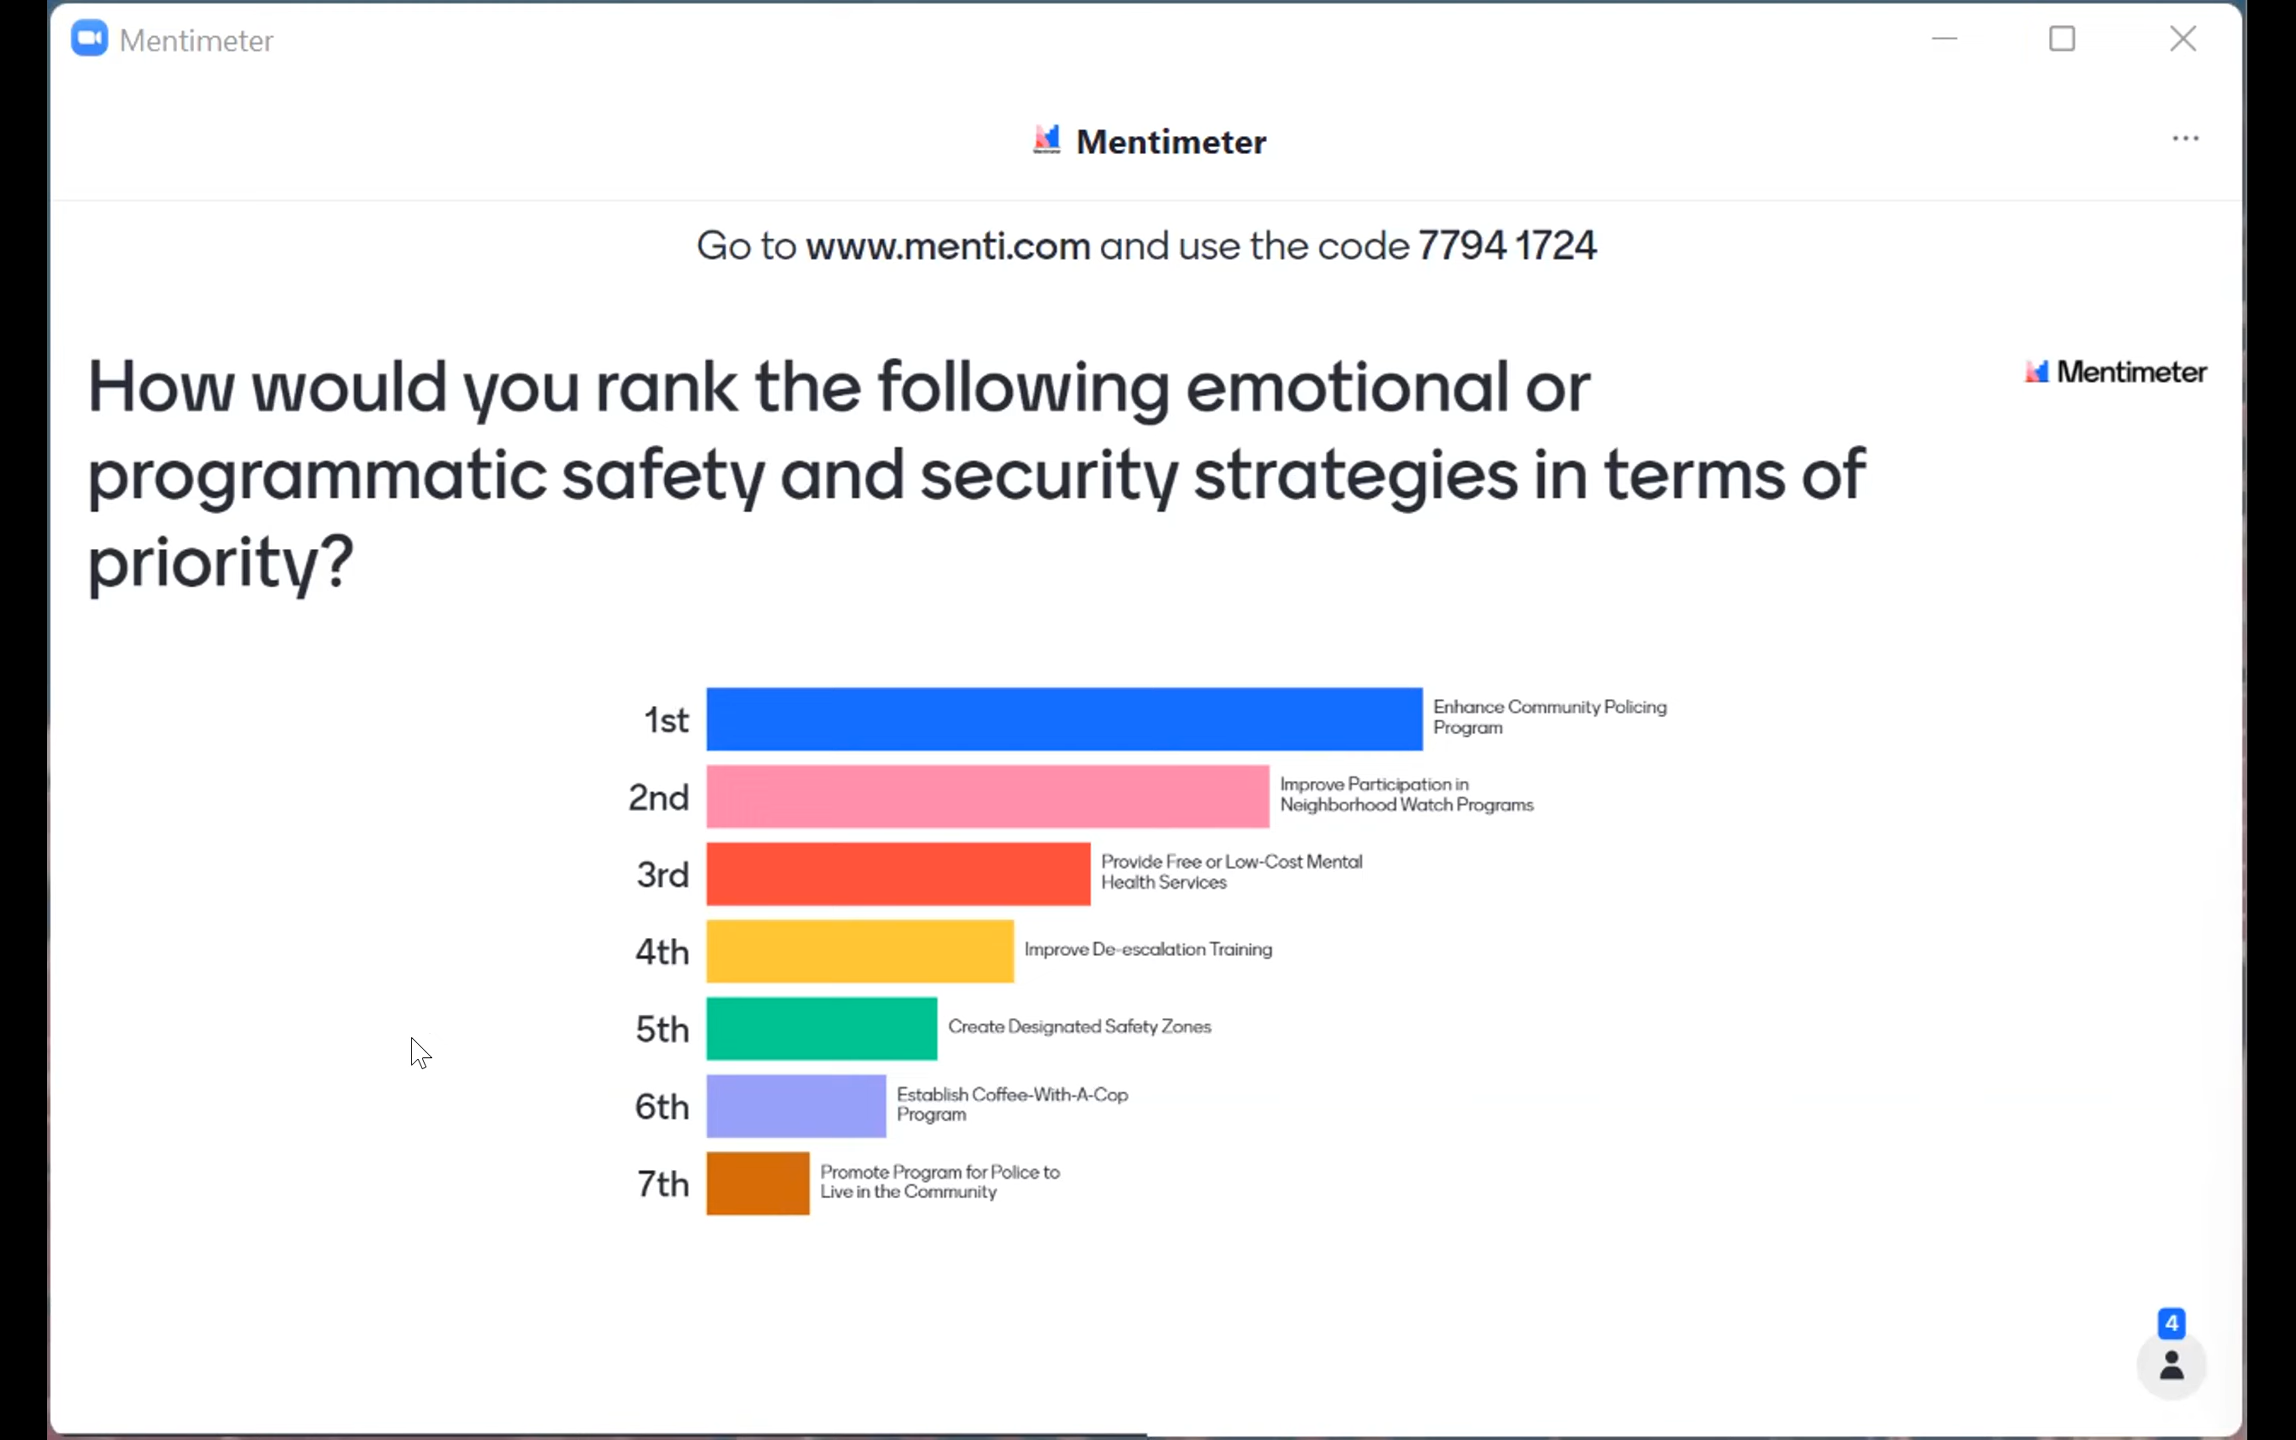 Mentimeter
Mentimeter
Go to www.menti.com and use the code 7794 1724
How would you rank the following emotional or
programmatic safety and security strategies in terms of
priority?
Mentimeter
1st
Enhance Community Policing
Program
2nd
Improve Participation in
Neighborhood Watch Programs
3rd
Provide Free or Low-Cost Mental
Health Services
4th
Improve De-escalation Training
5th
Create Designated Safety Zones
6th
Establish Coffee-With-A-Cop
Program
7th
Promote Program for Police to
Live in the Community
4